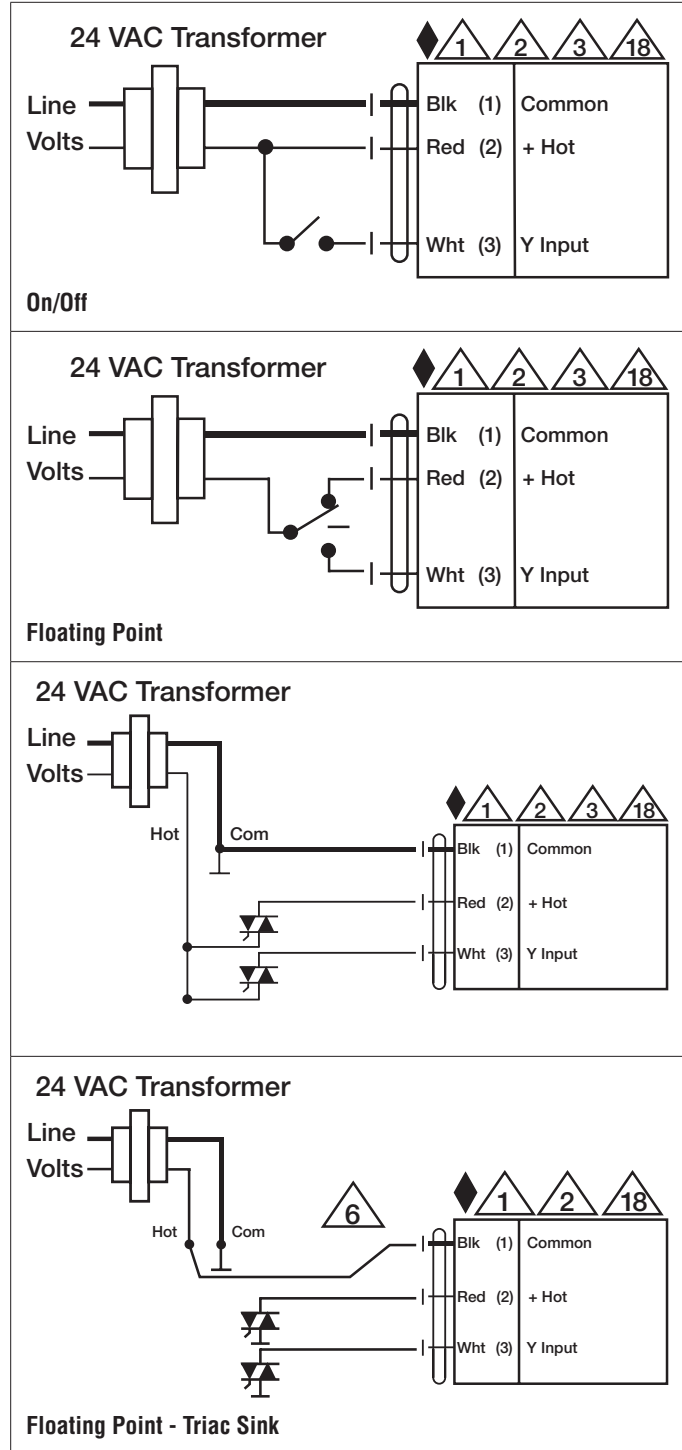 24 VAC Transformer
1 2 3 18
Line
Volts
Blk (1) Common
Red (2) + Hot
Wht (3) Y Input
On/Off
24 VAC Transformer
1 2 3 18
Line
Volts
Blk (1) Common
Red (2) + Hot
Wht (3) Y Input
Floating Point
24 VAC Transformer
Line
Volts
1 2 3 18
Hot Com
Blk (1) Common
Red (2) + Hot
Wht (3) Y Input
24 VAC Transformer
Line
Volts
6
1 2 18
Hot Com
Blk (1) Common
Red (2) + Hot
Wht (3) Y Input
Floating Point - Triac Sink